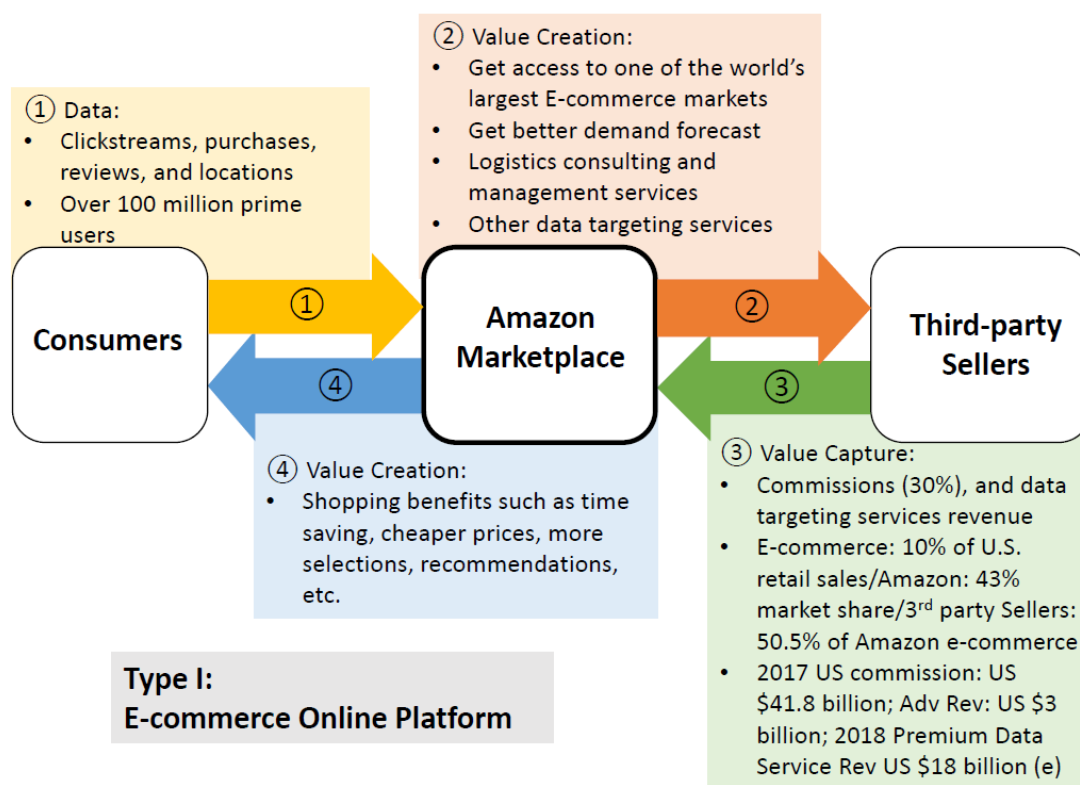 ① Data:
• Clickstreams, purchases,
reviews, and locations
• Over 100 million prime
users
② Value Creation:
• Get access to one of the world’s
largest E-commerce markets
• Get better demand forecast
• Logistics consulting and
management services
• Other data targeting services
Consumers
①
④
Amazon
Marketplace
②
③
Third-party
Sellers
④ Value Creation:
• Shopping benefits such as time
saving, cheaper prices, more
selections, recommendations,
etc.
③ Value Capture:
• Commissions (30%), and data
targeting services revenue
• E-commerce: 10% of U.S.
retail sales/Amazon: 43%
market share/3rd party Sellers:
50.5% of Amazon e-commerce
• 2017 US commission: US
$41.8 billion; Adv Rev: US $3
billion; 2018 Premium Data
Service Rev US $18 billion (e)
Type I:
E-commerce Online Platform